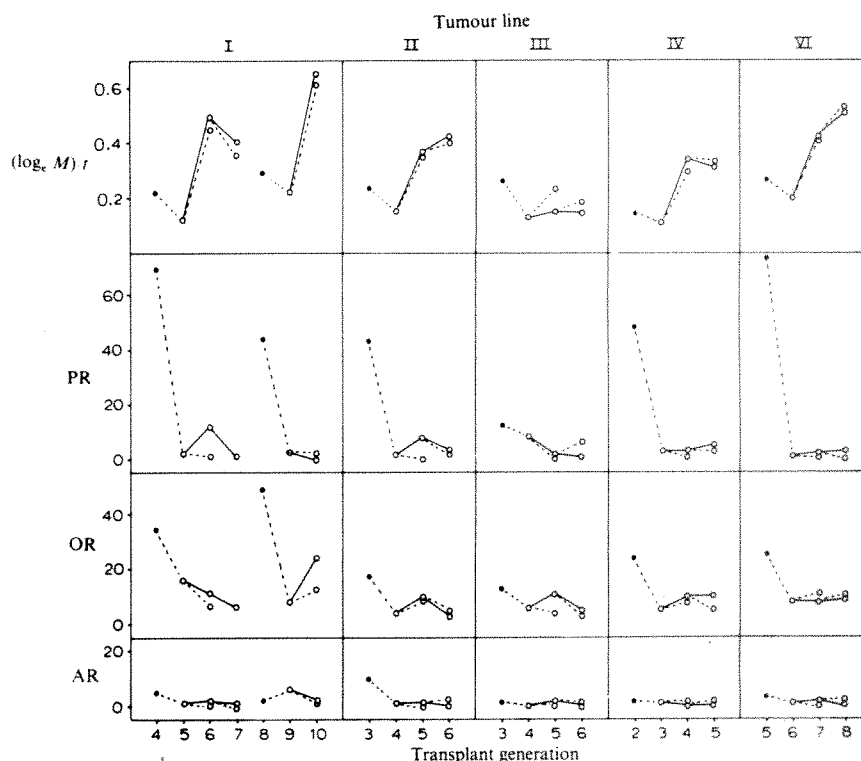 Tumour line
I II III IV VI
(logₑ M) t
0.6
0.4
0.2
PR
60
40
20
0
OR
40
20
0
AR
20
0
4 5 6 7 8 9 10 3 4 5 6 3 4 5 6 2 3 4 5 5 6 7 8
Transplant generation